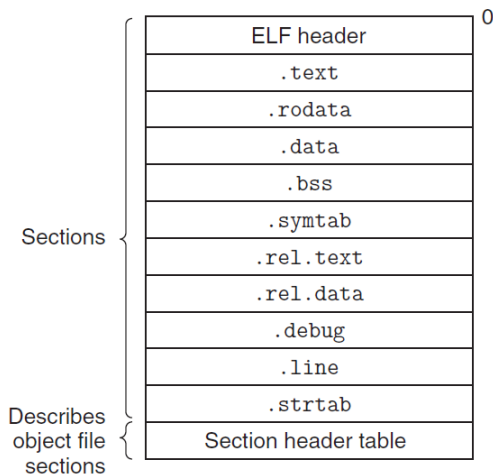 0
ELF header
.text
.rodata
.data
.bss
.symtab
Sections
.rel.text
.rel.data
.debug
.line
.strtab
Describes
object file
sections
Section header table